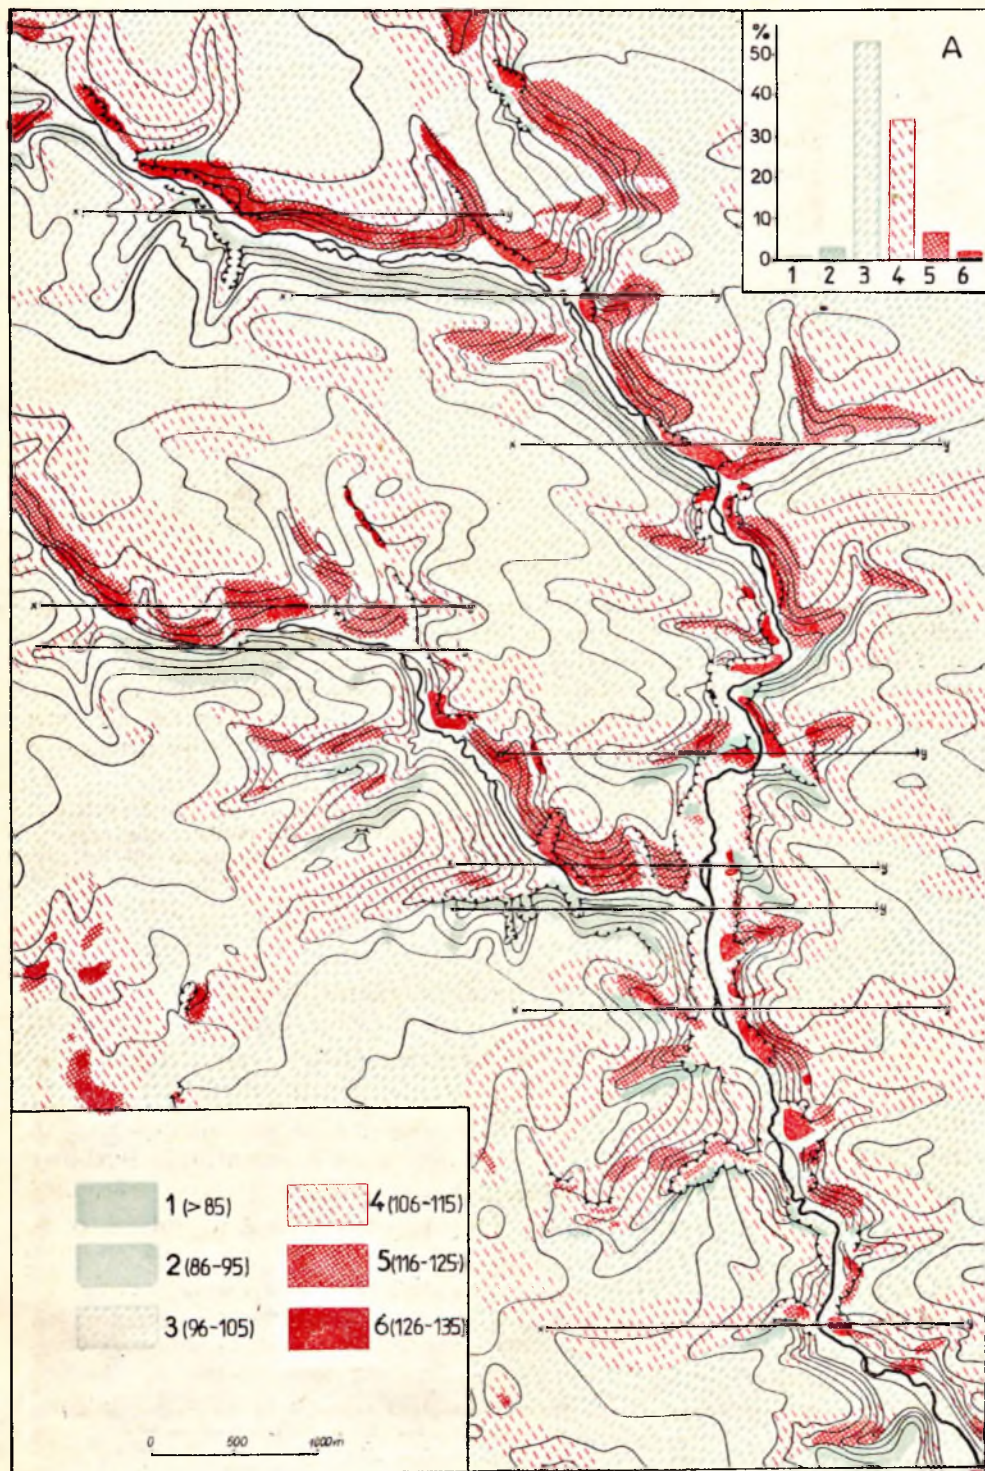 %
A
50
40
30
20
10
0
1 2 3 4 5 6
x y
x y
x y
x
x y
x y
y
x y
x y
1 (> 85)
4 (106-115)
2 (86-95)
5 (116-125)
3 (96-105)
6 (126-135)
0 500 1000m